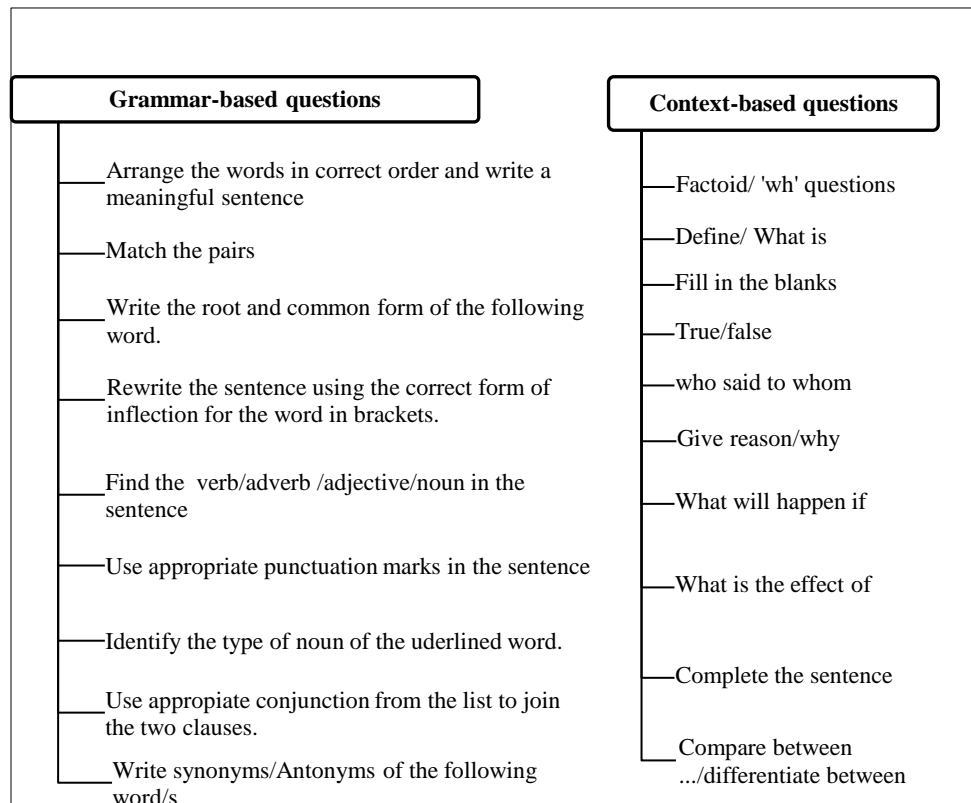 Grammar-based questions
Arrange the words in correct order and write a
meaningful sentence
Match the pairs
Write the root and common form of the following
word.
Rewrite the sentence using the correct form of
inflection for the word in brackets.
Find the verb/adverb /adjective/noun in the
sentence
Use appropriate punctuation marks in the sentence
Identify the type of noun of the uderlined word.
Use appropiate conjunction from the list to join
the two clauses.
Write synonyms/Antonyms of the following
word/s
Context-based questions
Factoid/ 'wh' questions
Define/ What is
Fill in the blanks
True/false
who said to whom
Give reason/why
What will happen if
What is the effect of
Complete the sentence
Compare between
.../differentiate between